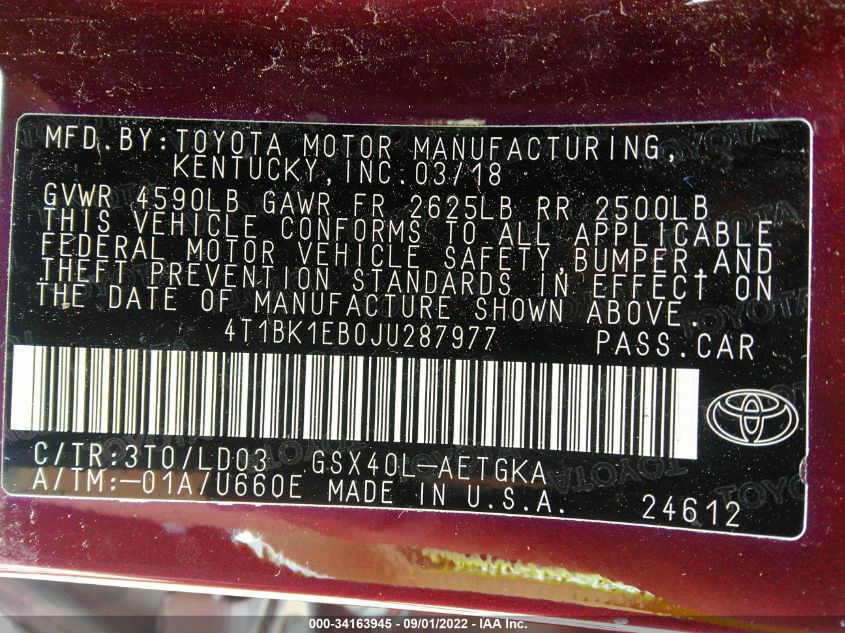 MFD.BY:TOYOTA MOTOR MANUFACTURING,
KENTUCKY,INC.03/18
GVWR 4590LB GAWR FR 2625LB RR 2500LB
THIS VEHICLE CONFORMS TO ALL APPLICABLE
FEDERAL MOTOR VEHICLE SAFETY,BUMPER,AND
THEFT PREVENTION STANDARDS IN EFFECT ON
THE DATE OF MANUFACTURE SHOWN ABOVE.
4T1BK1EB0JU287977 PASS.CAR
C/TR:3T0/LD03 GSX40L-AETGKA
A/TM:-01A/U660E MADE IN U.S.A. 24612
000-34163945 - 09/01/2022 - IAA Inc.